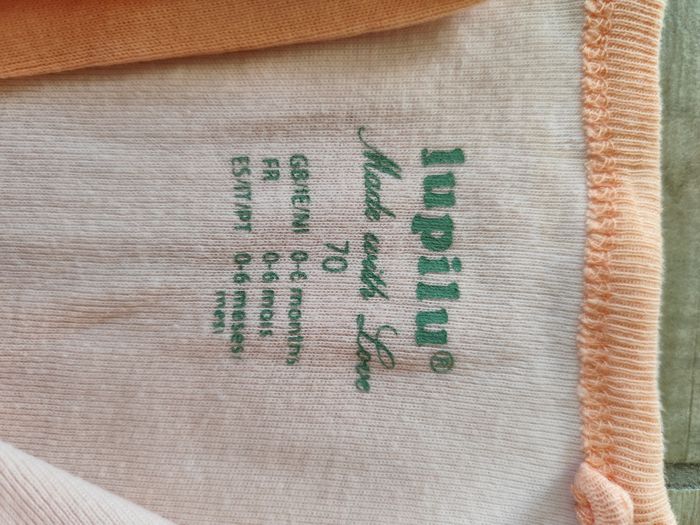 lupilu®
Made with Love
70
GB/IE/NI 0-6 months
FR 0-6 mois
ES/IT/PT 0-6 meses/
mesi